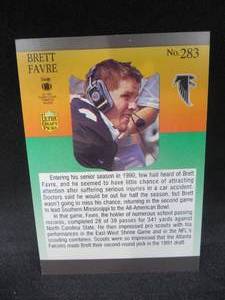 BRETT
FAVRE
No. 283
ULTRA
DRAFT
PICKS
Entering his senior season in 1990, few had heard of Brett
Favre, and he seemed to have little chance of attracting
attention after suffering serious injuries in a car accident.
Doctors said he would be out for the season, but Brett
wasn't going to miss his chance, returning in the second game
to lead Southern Mississippi to the All-American Bowl.
In that game, Favre, the holder of numerous school passing
records, completed 28 of 39 passes for 341 yards against
North Carolina State. He then impressed pro scouts with his
performances in the East-West Shrine Game and in the NFL's
scouting combines. Scouts were so impressed that the Atlanta
Falcons made Brett their second-round pick in the 1991 draft.